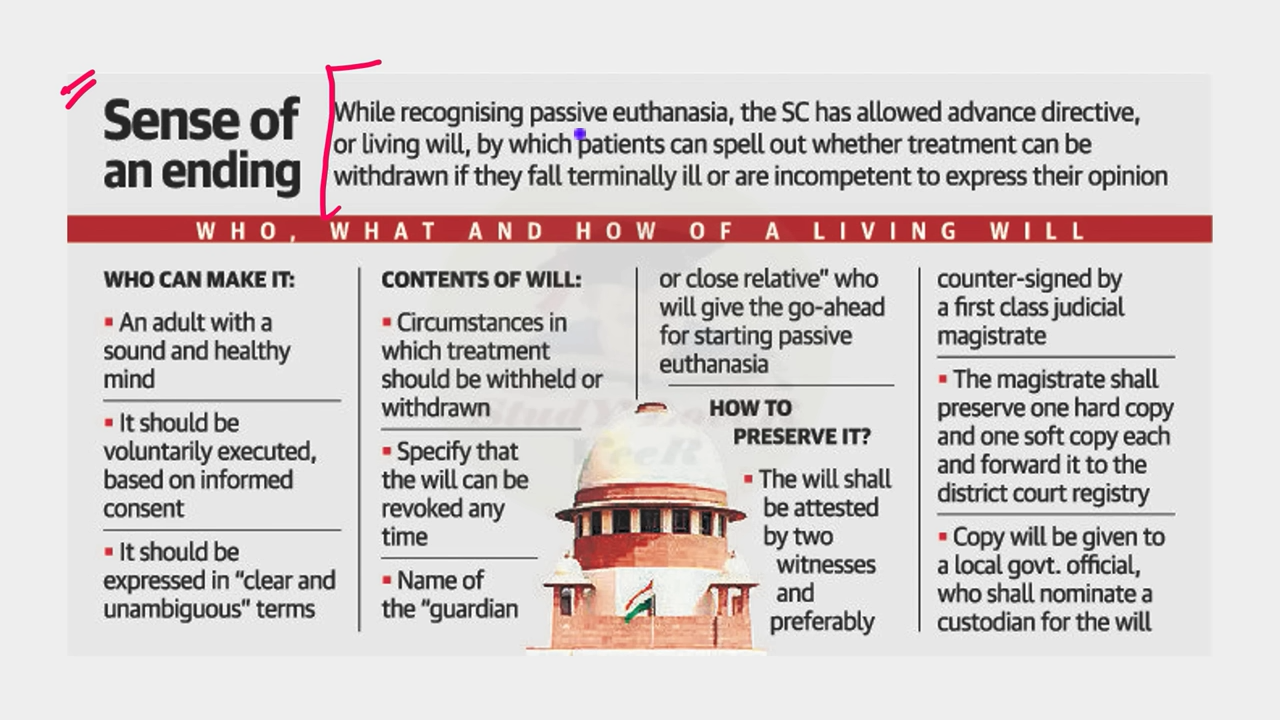 Sense of
an ending
While recognising passive euthanasia, the SC has allowed advance directive,
or living will, by which patients can spell out whether treatment can be
withdrawn if they fall terminally ill or are incompetent to express their opinion
WHO, WHAT AND HOW OF A LIVING WILL
WHO CAN MAKE IT:
▪ An adult with a
sound and healthy
mind
▪ It should be
voluntarily executed,
based on informed
consent
▪ It should be
expressed in “clear and
unambiguous” terms
CONTENTS OF WILL:
▪ Circumstances in
which treatment
should be withheld or
withdrawn
▪ Specify that
the will can be
revoked any
time
▪ Name of
the “guardian
or close relative” who
will give the go-ahead
for starting passive
euthanasia
HOW TO
PRESERVE IT?
▪ The will shall
be attested
by two
witnesses
and
preferably
counter-signed by
a first class judicial
magistrate
▪ The magistrate shall
preserve one hard copy
and one soft copy each
and forward it to the
district court registry
▪ Copy will be given to
a local govt. official,
who shall nominate a
custodian for the will